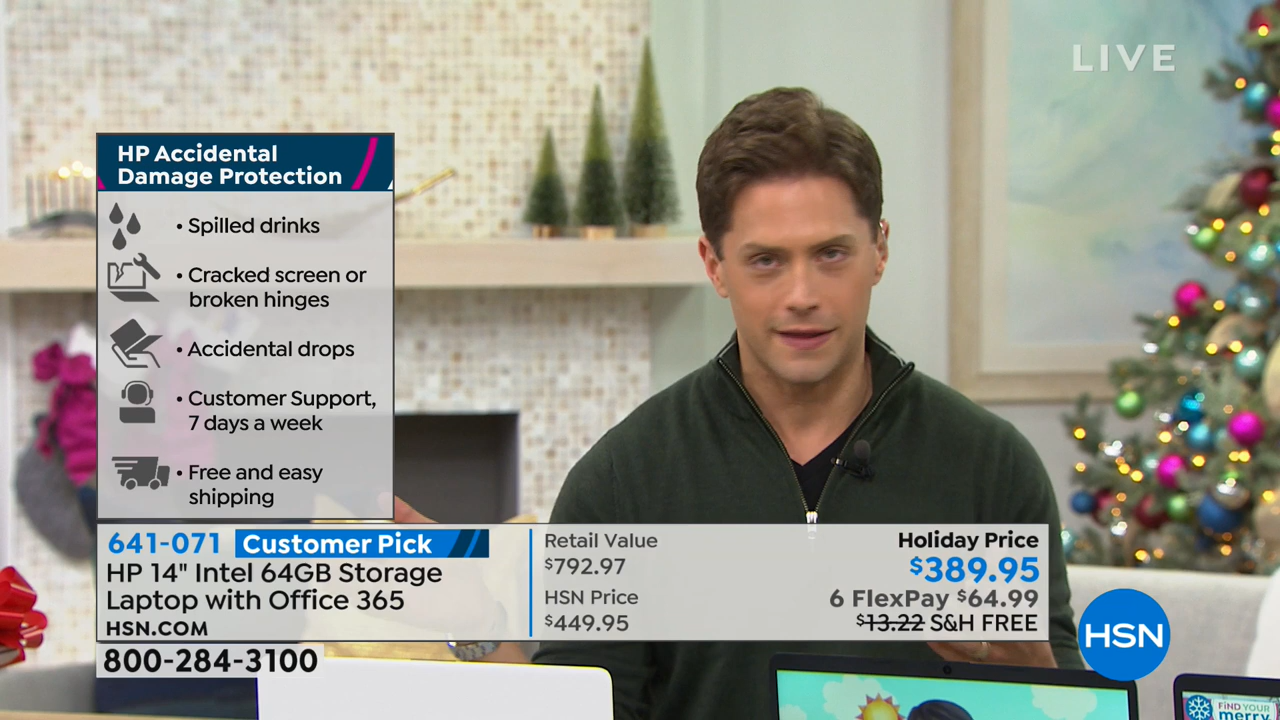 LIVE
HP Accidental
Damage Protection
• Spilled drinks
• Cracked screen or
broken hinges
• Accidental drops
• Customer Support,
7 days a week
• Free and easy
shipping
641-071 Customer Pick
HP 14" Intel 64GB Storage
Laptop with Office 365
HSN.COM
Retail Value
$792.97
HSN Price
$449.95
Holiday Price
$389.95
6 FlexPay $64.99
$13.22 S&H FREE
HSN
800-284-3100
FIND YOUR
merry